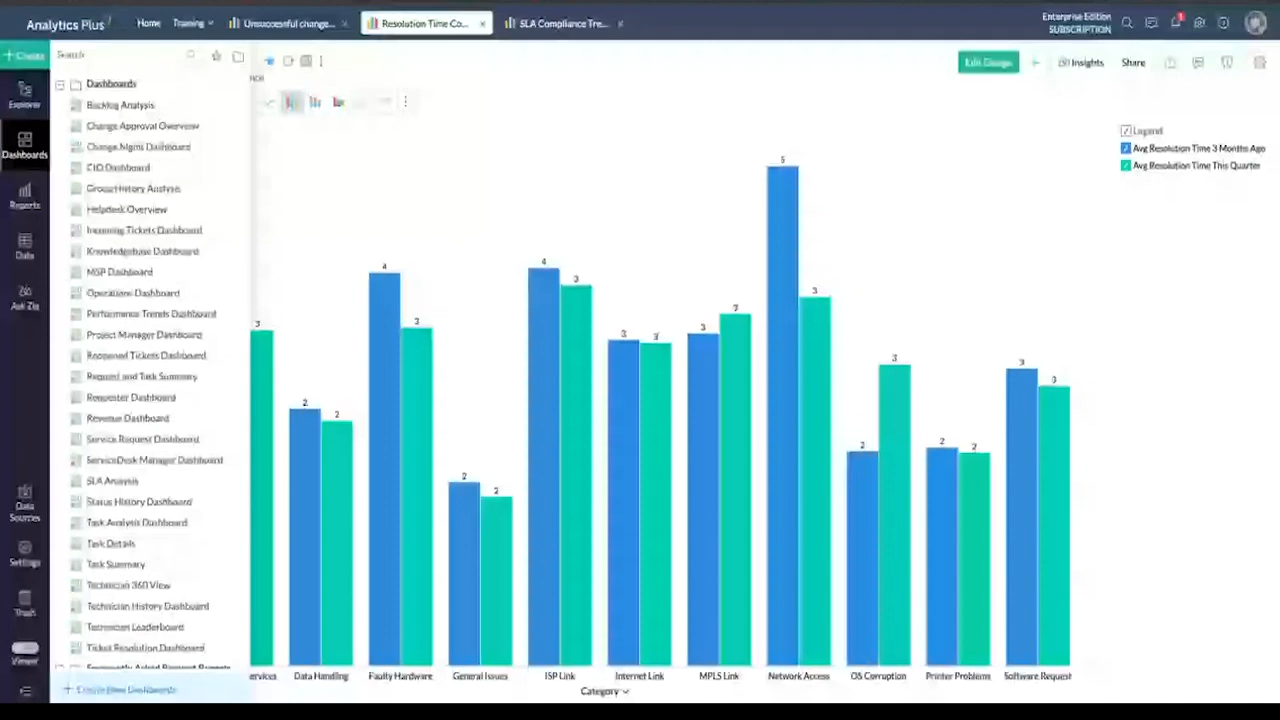 Analytics Plus
Home
Training
Unsuccessful change...
Resolution Time Co...
SLA Compliance Tre...
Enterprise Edition
SUBSCRIPTION
1
+ Create
Search
Edit Design
Insights
Share
Explorer
Dashboards
Reports
Data
Ask Zia
Data Sources
Settings
Trash
Viewer
Dashboards
Backlog Analysis
Change Approval Overview
Change Mgmt Dashboard
CIO Dashboard
Group History Analysis
Helpdesk Overview
Incoming Tickets Dashboard
Knowledgebase Dashboard
MSP Dashboard
Operations Dashboard
Performance Trends Dashboard
Project Manager Dashboard
Reopened Tickets Dashboard
Request and Task Summary
Requester Dashboard
Revenue Dashboard
Service Request Dashboard
ServiceDesk Manager Dashboard
SLA Analysis
Status History Dashboard
Task Analysis Dashboard
Task Details
Task Summary
Technician 360 View
Technician History Dashboard
Technician Leaderboard
Ticket Resolution Dashboard
+ Create New Dashboards
Legend
Avg Resolution Time 3 Months Ago
Avg Resolution Time This Quarter
3
2 2
4 3
2 2
4 3
3 3
3 3
5 3
2 3
2 2
3 3
ervices
Data Handling
Faulty Hardware
General Issues
ISP Link
Internet Link
MPLS Link
Network Access
OS Corruption
Printer Problems
Software Request
Category